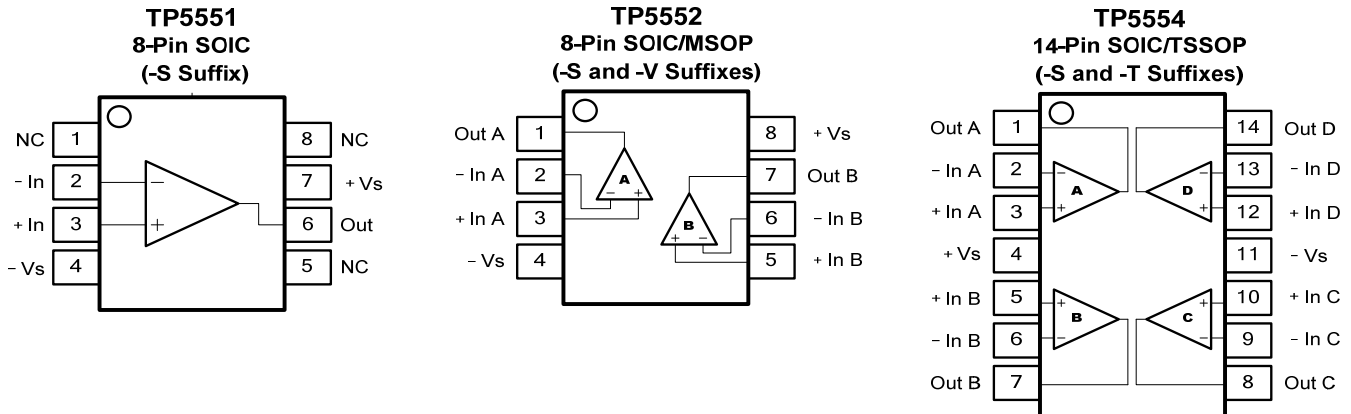 TP5551
8-Pin SOIC
(-S Suffix)
NC 1
- In 2
+ In 3
- Vs 4
8 NC
7 + Vs
6 Out
5 NC
-
+
TP5552
8-Pin SOIC/MSOP
(-S and -V Suffixes)
Out A 1
- In A 2
+ In A 3
- Vs 4
8 + Vs
7 Out B
6 - In B
5 + In B
A
- +
B
+ -
TP5554
14-Pin SOIC/TSSOP
(-S and -T Suffixes)
Out A 1
- In A 2
+ In A 3
+ Vs 4
+ In B 5
- In B 6
Out B 7
14 Out D
13 - In D
12 + In D
11 - Vs
10 + In C
9 - In C
8 Out C
- -
A D
+ +
+ +
B C
- -